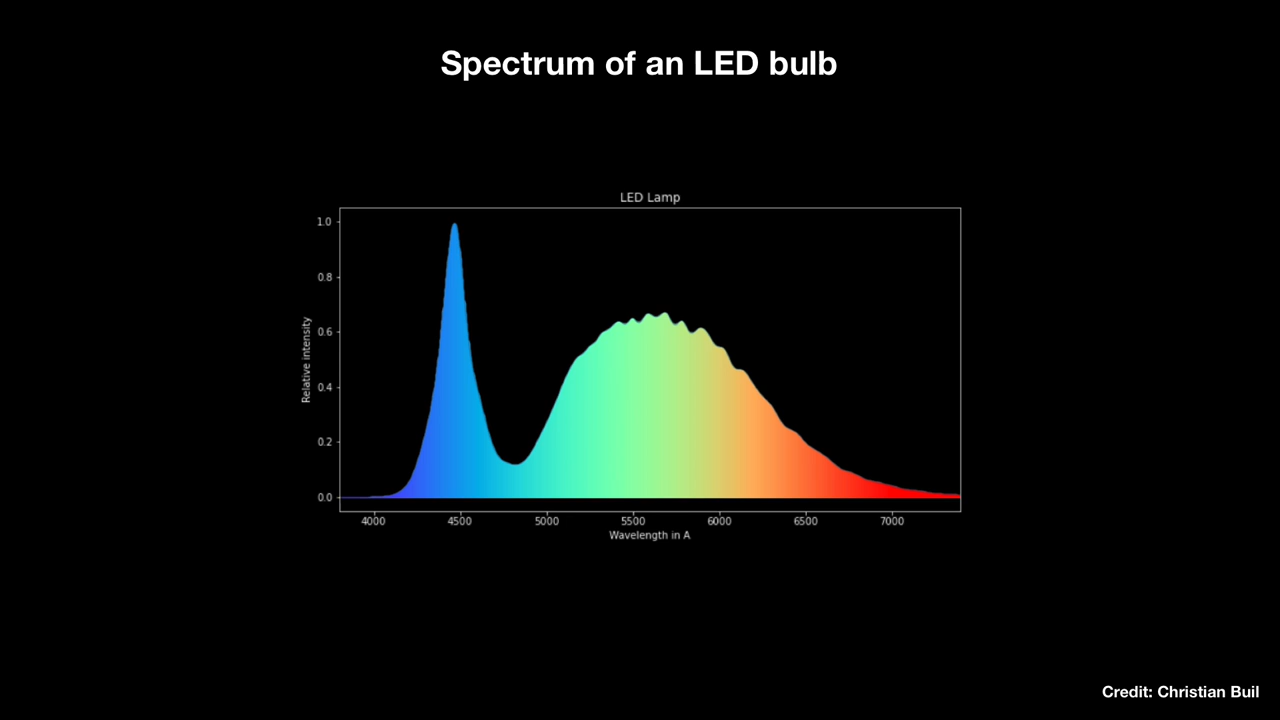 Spectrum of an LED bulb
LED Lamp
1.0
0.8
0.6
0.4
0.2
0.0
Relative intensity
4000 4500 5000 5500 6000 6500 7000
Wavelength in A
Credit: Christian Buil